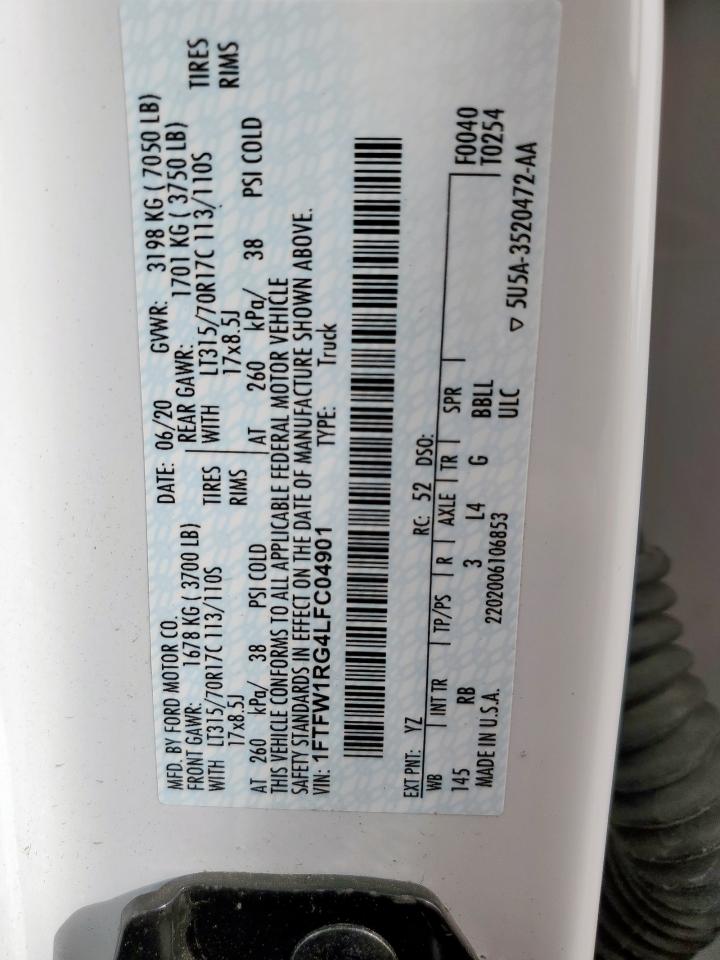 MFD. BY FORD MOTOR CO. DATE: 06/20 GVWR: 3198 KG ( 7050 LB)
FRONT GAWR: 1678 KG ( 3700 LB) REAR GAWR: 1701 KG ( 3750 LB)
WITH LT315/70R17C 113/110S TIRES WITH LT315/70R17C 113/110S TIRES
17x8.5J RIMS 17x8.5J RIMS
AT 260 kPa/ 38 PSI COLD AT 260 kPa/ 38 PSI COLD
THIS VEHICLE CONFORMS TO ALL APPLICABLE FEDERAL MOTOR VEHICLE
SAFETY STANDARDS IN EFFECT ON THE DATE OF MANUFACTURE SHOWN ABOVE.
VIN: 1FTFW1RG4LFC04901 TYPE: Truck
EXT PNT: YZ RC: 52 DSO:
WB INT TR TP/PS R AXLE TR SPR F0040
145 RB 3 L4 G BBLL T0254
MADE IN U.S.A. 2202006106853 ULC
▽ 5U5A-3520472-AA